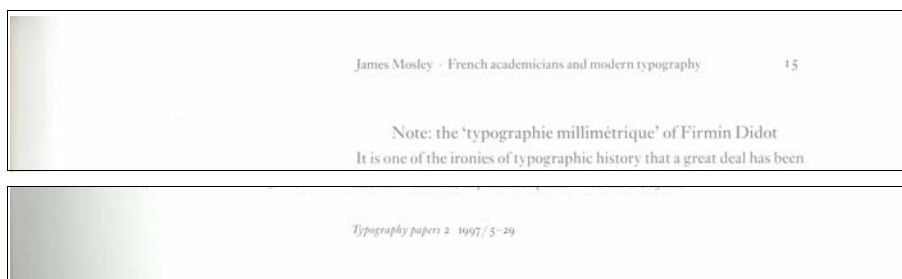 James Mosley · French academicians and modern typography 15
Note: the ‘typographie millimétrique’ of Firmin Didot
It is one of the ironies of typographic history that a great deal has been
Typography papers 2 1997/5–29